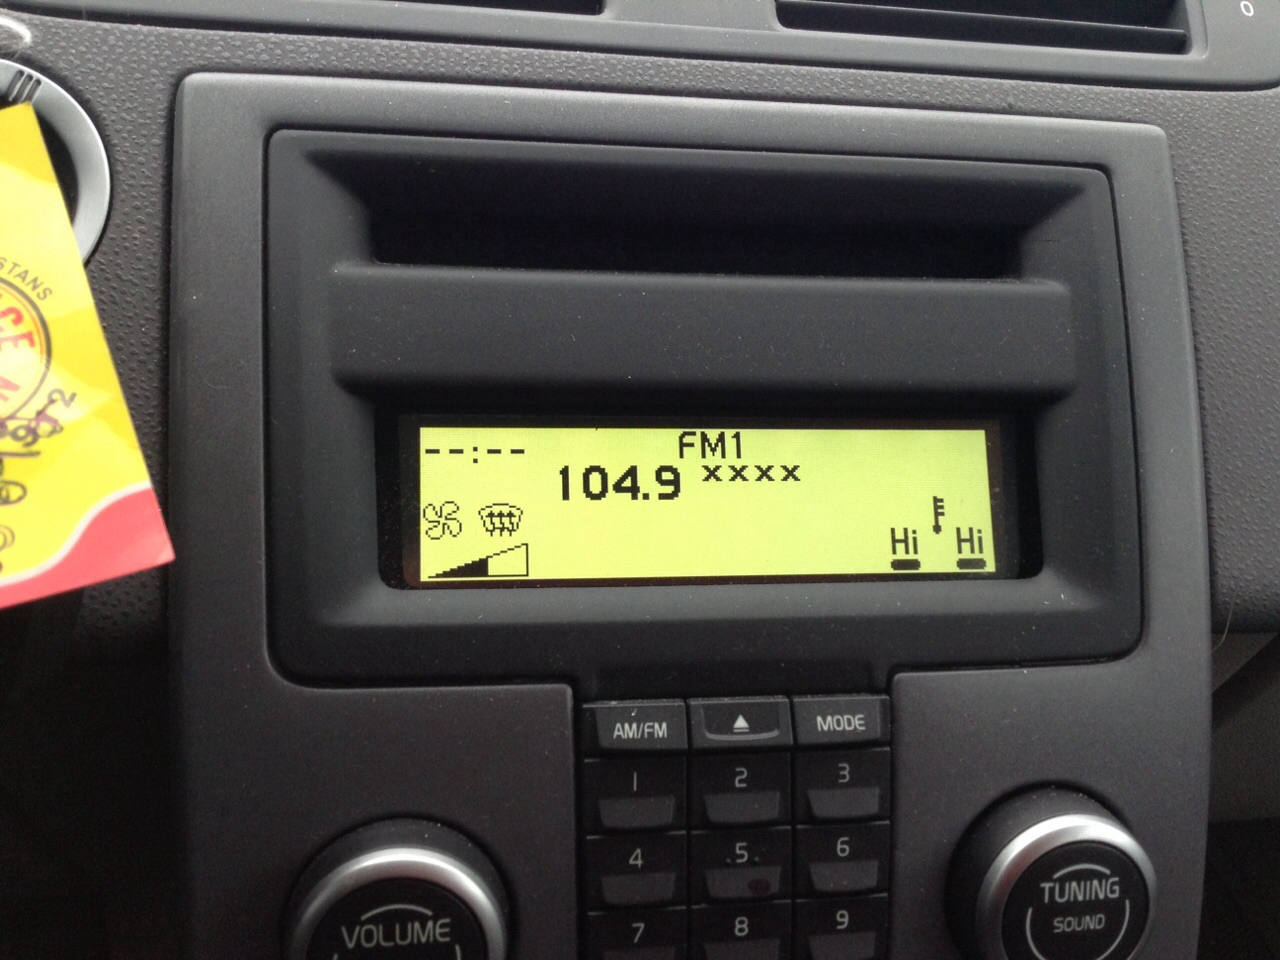 O
STANS
--:--
FM1
104.9 xxxx
Hi Hi
AM/FM
MODE
1
2
3
4
5
6
7
8
9
VOLUME
TUNING
SOUND